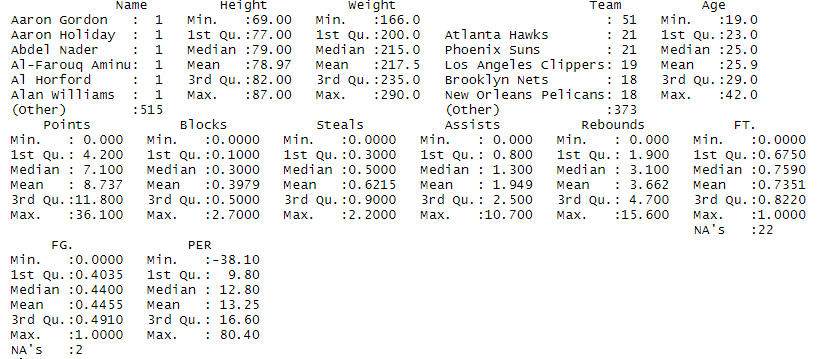 Name         Height          Weight                        Team          Age
Aaron Gordon   :  1   Min.   :69.00   Min.   :166.0                       : 51   Min.   :19.0
Aaron Holiday  :  1   1st Qu.:77.00   1st Qu.:200.0   Atlanta Hawks       : 21   1st Qu.:23.0
Abdel Nader    :  1   Median :79.00   Median :215.0   Phoenix Suns        : 21   Median :25.0
Al-Farouq Aminu:  1   Mean   :78.97   Mean   :217.5   Los Angeles Clippers: 19   Mean   :25.9
Al Horford     :  1   3rd Qu.:82.00   3rd Qu.:235.0   Brooklyn Nets       : 18   3rd Qu.:29.0
Alan Williams  :  1   Max.   :87.00   Max.   :290.0   New Orleans Pelicans: 18   Max.   :42.0
(Other)        :515                                   (Other)             :373
    Points           Blocks           Steals          Assists          Rebounds           FT.
Min.   : 0.000   Min.   :0.0000   Min.   :0.0000   Min.   : 0.000   Min.   : 0.000   Min.   :0.0000
1st Qu.: 4.200   1st Qu.:0.1000   1st Qu.:0.3000   1st Qu.: 0.800   1st Qu.: 1.900   1st Qu.:0.6750
Median : 7.100   Median :0.3000   Median :0.5000   Median : 1.300   Median : 3.100   Median :0.7590
Mean   : 8.737   Mean   :0.3979   Mean   :0.6215   Mean   : 1.949   Mean   : 3.662   Mean   :0.7351
3rd Qu.:11.800   3rd Qu.:0.5000   3rd Qu.:0.9000   3rd Qu.: 2.500   3rd Qu.: 4.700   3rd Qu.:0.8220
Max.   :36.100   Max.   :2.7000   Max.   :2.2000   Max.   :10.700   Max.   :15.600   Max.   :1.0000
                                                                                     NA's   :22
     FG.              PER
Min.   :0.0000   Min.   :-38.10
1st Qu.:0.4035   1st Qu.:  9.80
Median :0.4400   Median : 12.80
Mean   :0.4455   Mean   : 13.25
3rd Qu.:0.4910   3rd Qu.: 16.60
Max.   :1.0000   Max.   : 80.40
NA's   :2